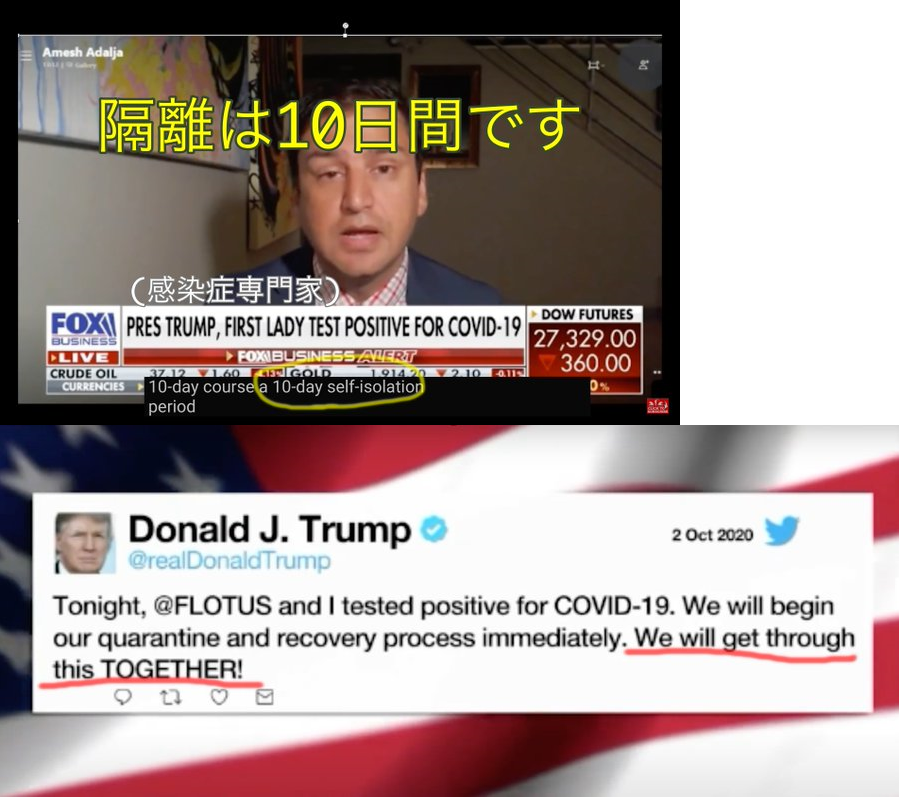 Amesh Adalja
隔離は10日間です
(感染症専門家)
FOX
BUSINESS
LIVE
PRES TRUMP, FIRST LADY TEST POSITIVE FOR COVID-19
FOX BUSINESS ALERT
DOW FUTURES
27,329.00
▼ 360.00
CRUDE OIL 37.12 ▼ 1.60 GOLD 1,914.20 ▼ 2.10 -0.11%
CURRENCIES
0%
10-day course a 10-day self-isolation
period
Donald J. Trump
@realDonaldTrump
2 Oct 2020
Tonight, @FLOTUS and I tested positive for COVID-19. We will begin
our quarantine and recovery process immediately. We will get through
this TOGETHER!